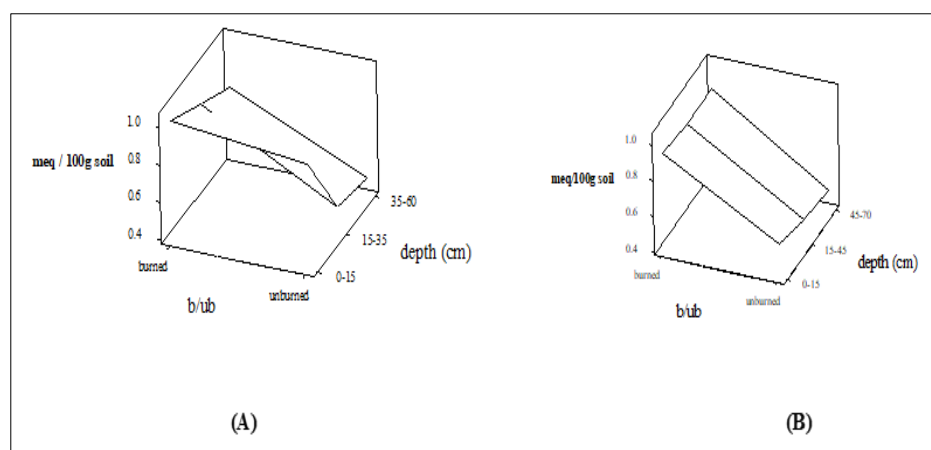 1.0
0.8
meq / 100g soil
0.6
0.4
burned
unburned
b/ub
0-15
15-35
35-60
depth (cm)
(A)
1.0
0.8
meq/100g soil
0.6
0.4
burned
unburned
b/ub
0-15
15-45
45-70
depth (cm)
(B)